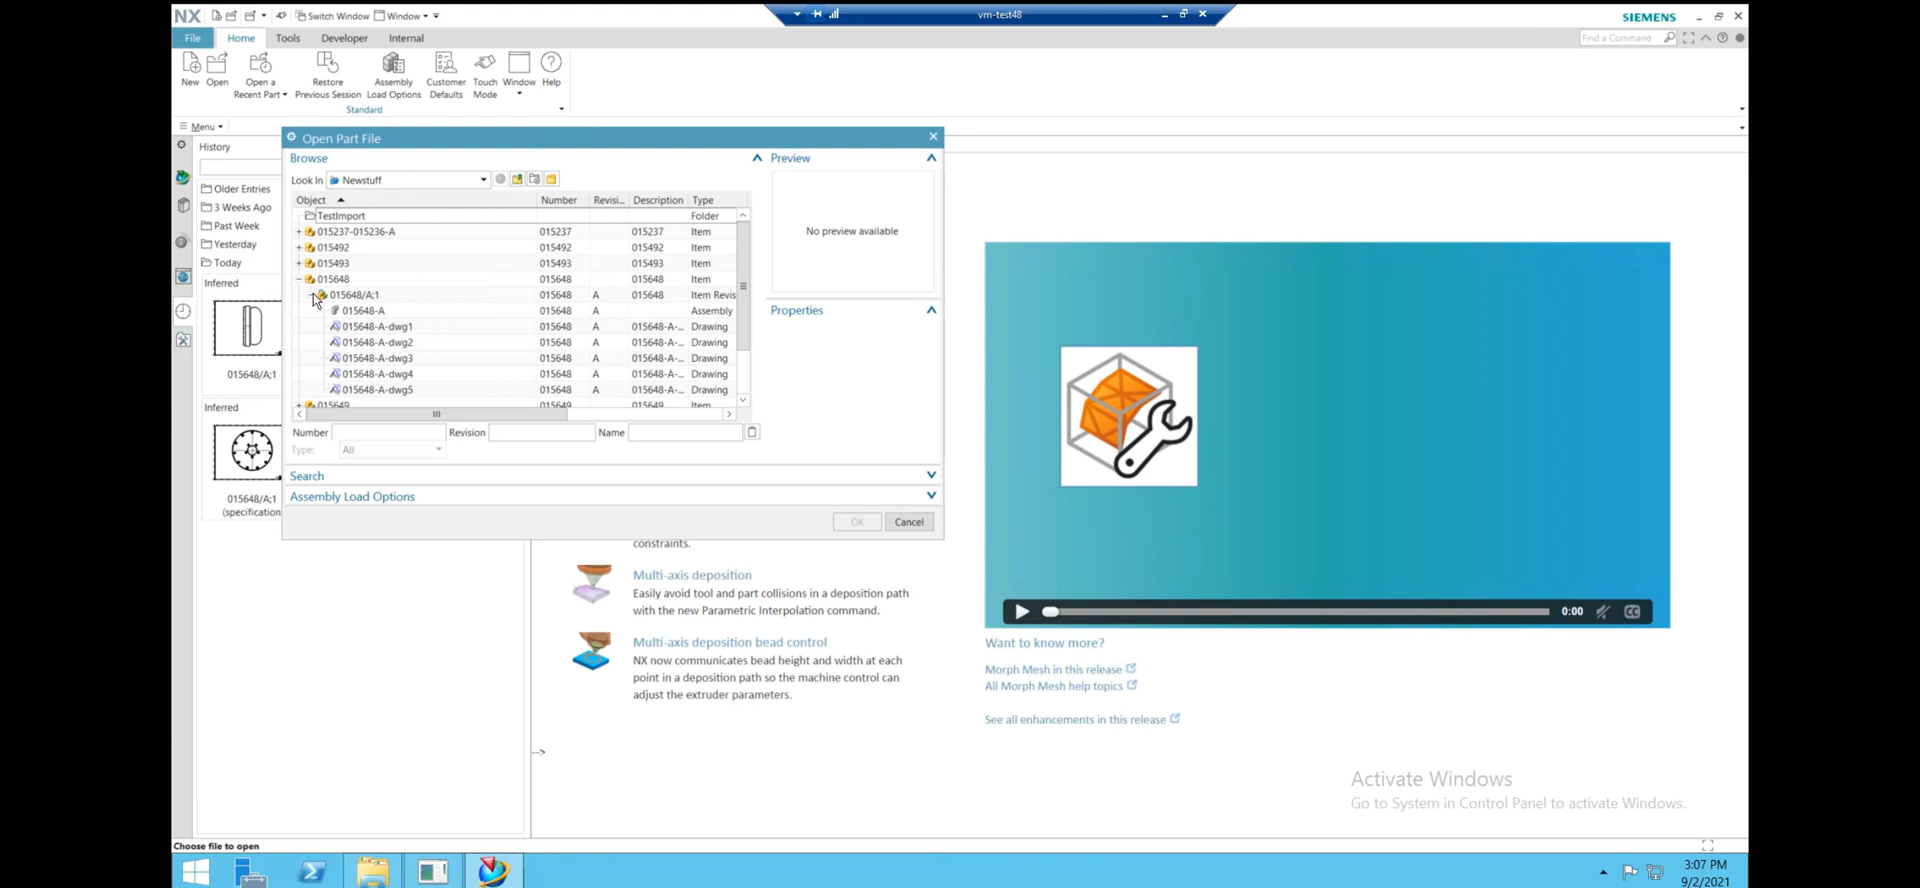 NX
Switch Window
Window
vm-test48
SIEMENS
File
Home
Tools
Developer
Internal
Find a Command
New
Open
Open a
Recent Part
Restore
Previous Session
Assembly
Load Options
Customer
Defaults
Touch
Mode
Window
Help
Standard
Menu
History
Older Entries
3 Weeks Ago
Past Week
Yesterday
Today
Inferred
015648/A;1
Inferred
015648/A;1
(specification
Open Part File
Browse
Look In
Newstuff
Object Number Revisi... Description Type
TestImport Folder
015237-015236-A 015237 015237 Item
015492 015492 015492 Item
015493 015493 015493 Item
015648 015648 015648 Item
015648/A;1 015648 A 015648 Item Revis
015648-A 015648 A Assembly
015648-A-dwg1 015648 A 015648-A-... Drawing
015648-A-dwg2 015648 A 015648-A-... Drawing
015648-A-dwg3 015648 A 015648-A-... Drawing
015648-A-dwg4 015648 A 015648-A-... Drawing
015648-A-dwg5 015648 A 015648-A-... Drawing
015649 015649 015649 Item
Number
Revision
Name
Type:
All
Search
Assembly Load Options
Preview
No preview available
Properties
OK
Cancel
constraints.
Multi-axis deposition
Easily avoid tool and part collisions in a deposition path
with the new Parametric Interpolation command.
Multi-axis deposition bead control
NX now communicates bead height and width at each
point in a deposition path so the machine control can
adjust the extruder parameters.
-->
0:00
CC
Want to know more?
Morph Mesh in this release
All Morph Mesh help topics
See all enhancements in this release
Activate Windows
Go to System in Control Panel to activate Windows.
Choose file to open
3:07 PM
9/2/2021